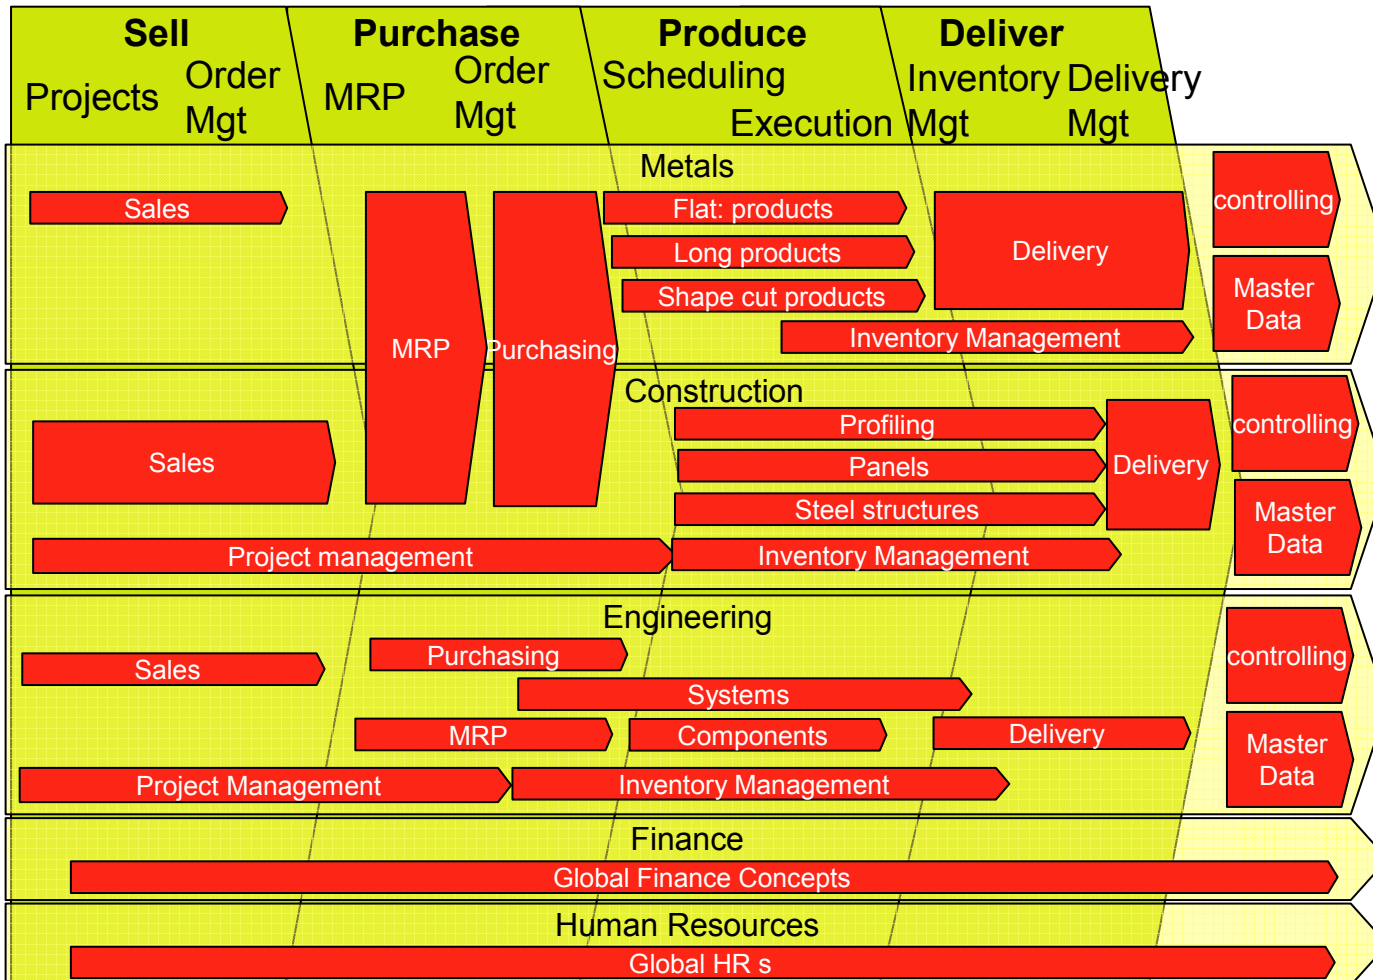 Sell
Purchase
Produce
Deliver
Projects
Order
Mgt
MRP
Order
Mgt
Scheduling
Execution
Inventory
Mgt
Delivery
Mgt
Metals
Sales
MRP
Purchasing
Flat: products
Long products
Shape cut products
Inventory Management
Delivery
controlling
Master
Data
Construction
Sales
Project management
Profiling
Panels
Steel structures
Inventory Management
Delivery
controlling
Master
Data
Engineering
Sales
Purchasing
Systems
MRP
Components
Delivery
Project Management
Inventory Management
controlling
Master
Data
Finance
Global Finance Concepts
Human Resources
Global HR s